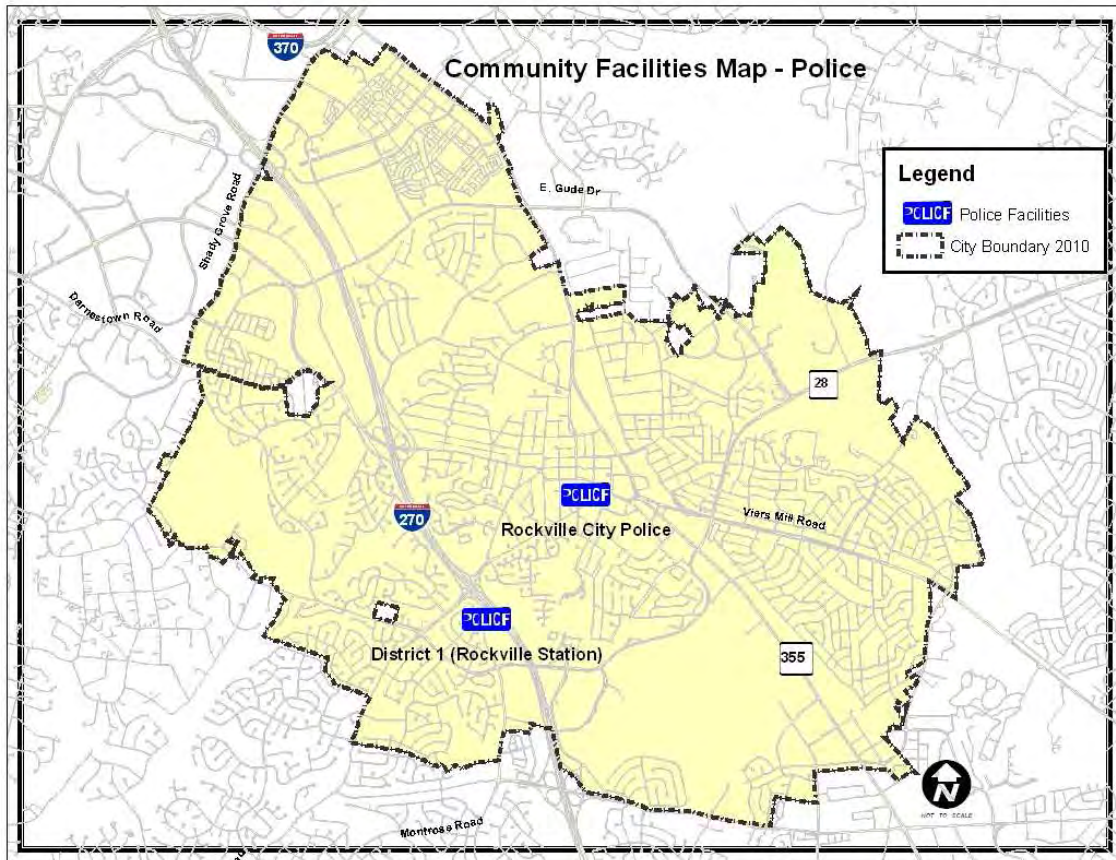 370
Community Facilities Map - Police
Legend
POLICE Police Facilities
City Boundary 2010
E. Gude Dr
Shady Grove Road
Darnestown Road
28
POLICE
Rockville City Police
270
Viers Mill Road
POLICE
District 1 (Rockville Station)
355
N
NOT TO SCALE
Montrose Road